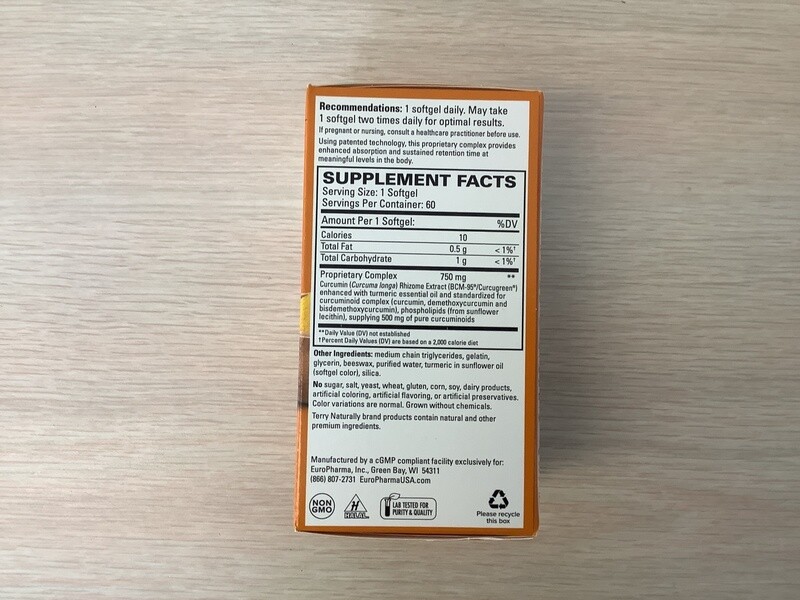 Recommendations: 1 softgel daily. May take
1 softgel two times daily for optimal results.
If pregnant or nursing, consult a healthcare practitioner before use.
Using patented technology, this proprietary complex provides
enhanced absorption and sustained retention time at
meaningful levels in the body.
SUPPLEMENT FACTS
Serving Size: 1 Softgel
Servings Per Container: 60
Amount Per 1 Softgel: %DV
Calories 10
Total Fat 0.5 g < 1%†
Total Carbohydrate 1 g < 1%†
Proprietary Complex 750 mg **
Curcumin (Curcuma longa) Rhizome Extract (BCM-95®/Curcugreen®)
enhanced with turmeric essential oil and standardized for
curcuminoid complex (curcumin, demethoxycurcumin and
bisdemethoxycurcumin), phospholipids (from sunflower
lecithin), supplying 500 mg of pure curcuminoids
**Daily Value (DV) not established
†Percent Daily Values (DV) are based on a 2,000 calorie diet
Other Ingredients: medium chain triglycerides, gelatin,
glycerin, beeswax, purified water, turmeric in sunflower oil
(softgel color), silica.
No sugar, salt, yeast, wheat, gluten, corn, soy, dairy products,
artificial coloring, artificial flavoring, or artificial preservatives.
Color variations are normal. Grown without chemicals.
Terry Naturally brand products contain natural and other
premium ingredients.
Manufactured by a cGMP compliant facility exclusively for:
EuroPharma, Inc., Green Bay, WI 54311
(866) 807-2731 EuroPharmaUSA.com
NON
GMO
H
HALAL
LAB TESTED FOR
PURITY & QUALITY
Please recycle
this box